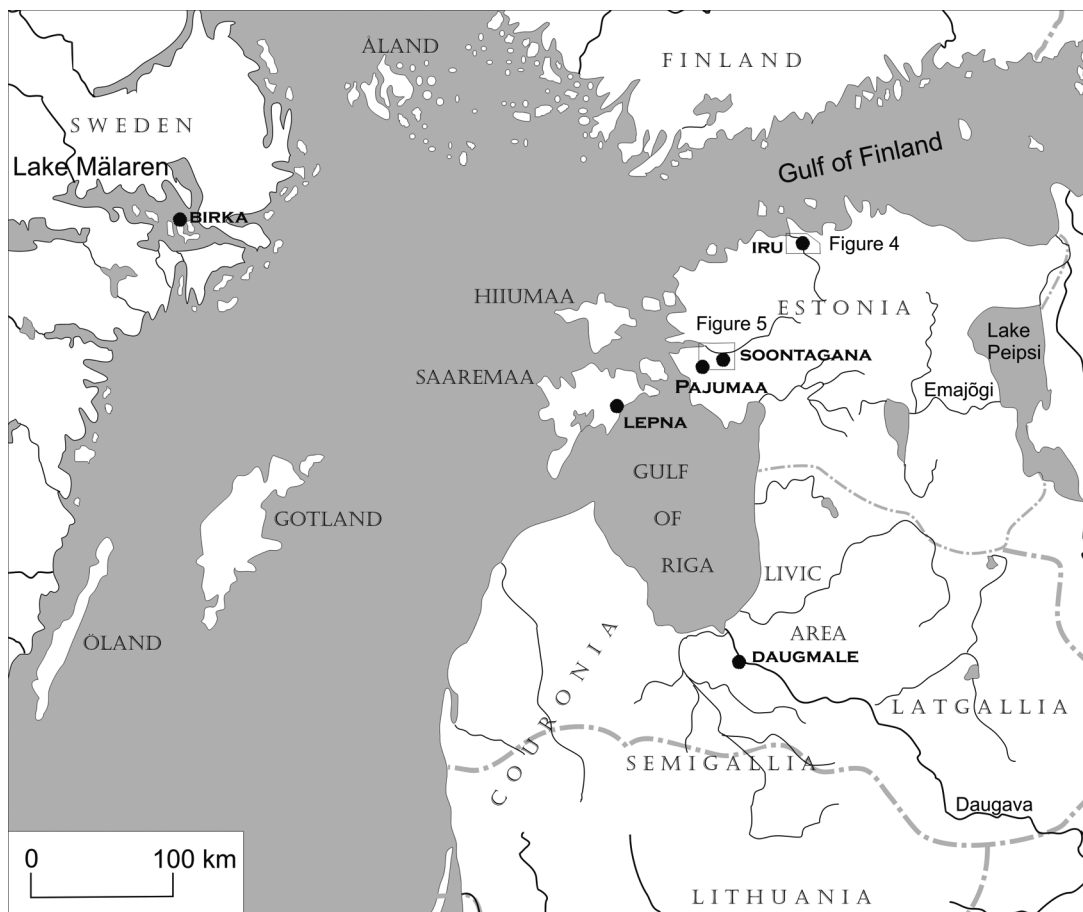 ÅLAND
FINLAND
SWEDEN
Lake Mälaren
Gulf of Finland
BIRKA
IRU
Figure 4
HIIUMAA
ESTONIA
Figure 5
Lake
Peipsi
SOONTAGANA
SAAREMAA
PAJUMAA
Emajõgi
LEPNA
GULF
OF
RIGA
GOTLAND
LIVIC
AREA
ÖLAND
DAUGMALE
COURONIA
LATGALLIA
SEMIGALLIA
Daugava
0 100 km
LITHUANIA